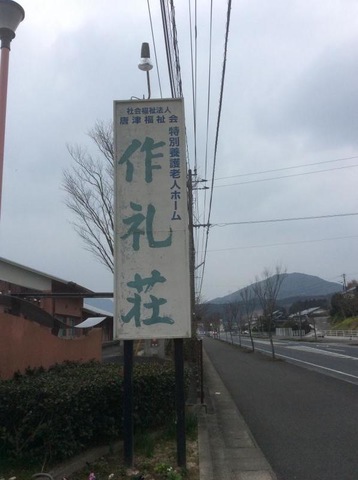 社会福祉法人
唐津福祉会
特別養護老人ホーム
作礼荘